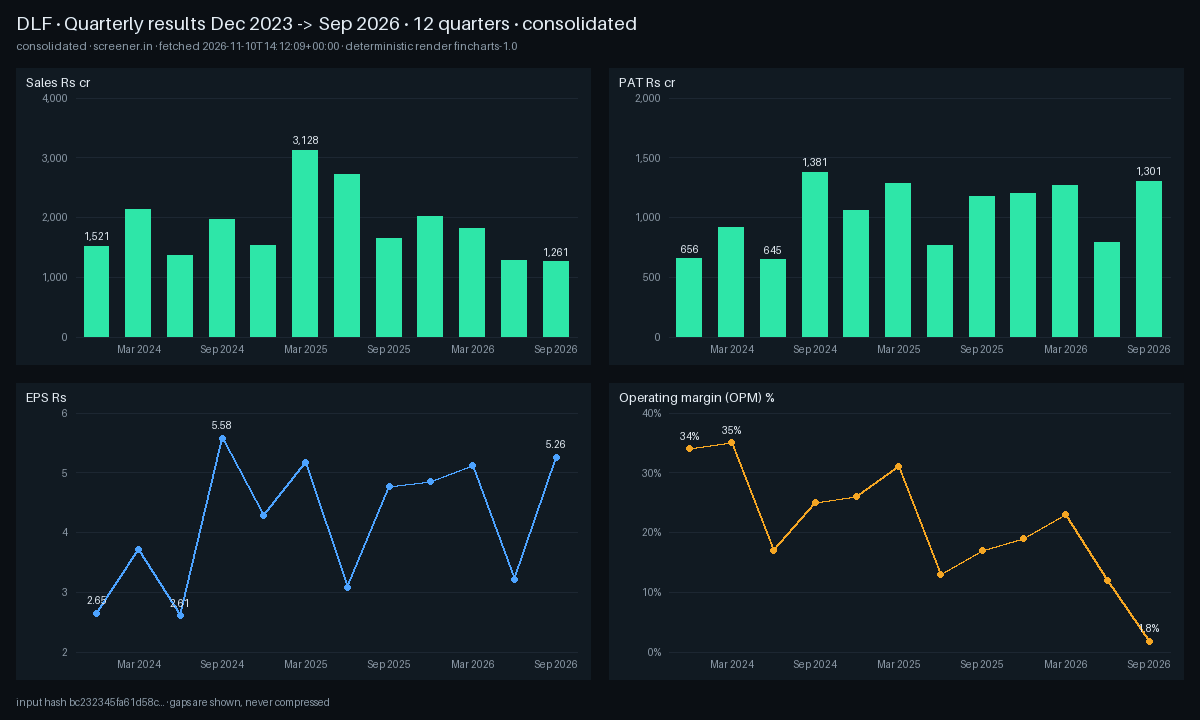 DLF · Quarterly results Dec 2023 -> Sep 2026 · 12 quarters · consolidated
consolidated · screener.in · fetched 2026-11-10T14:12:09+00:00 · deterministic render fincharts-1.0
Sales Rs cr
4,000
3,000
2,000
1,000
0
1,521
3,128
1,261
Mar 2024
Sep 2024
Mar 2025
Sep 2025
Mar 2026
Sep 2026
PAT Rs cr
2,000
1,500
1,000
500
0
656
645
1,381
1,301
Mar 2024
Sep 2024
Mar 2025
Sep 2025
Mar 2026
Sep 2026
EPS Rs
6
5
4
3
2
2.65
2.61
5.58
5.26
Mar 2024
Sep 2024
Mar 2025
Sep 2025
Mar 2026
Sep 2026
Operating margin (OPM) %
40%
30%
20%
10%
0%
34%
35%
1.8%
Mar 2024
Sep 2024
Mar 2025
Sep 2025
Mar 2026
Sep 2026
input hash bc232345fa61d58c... · gaps are shown, never compressed